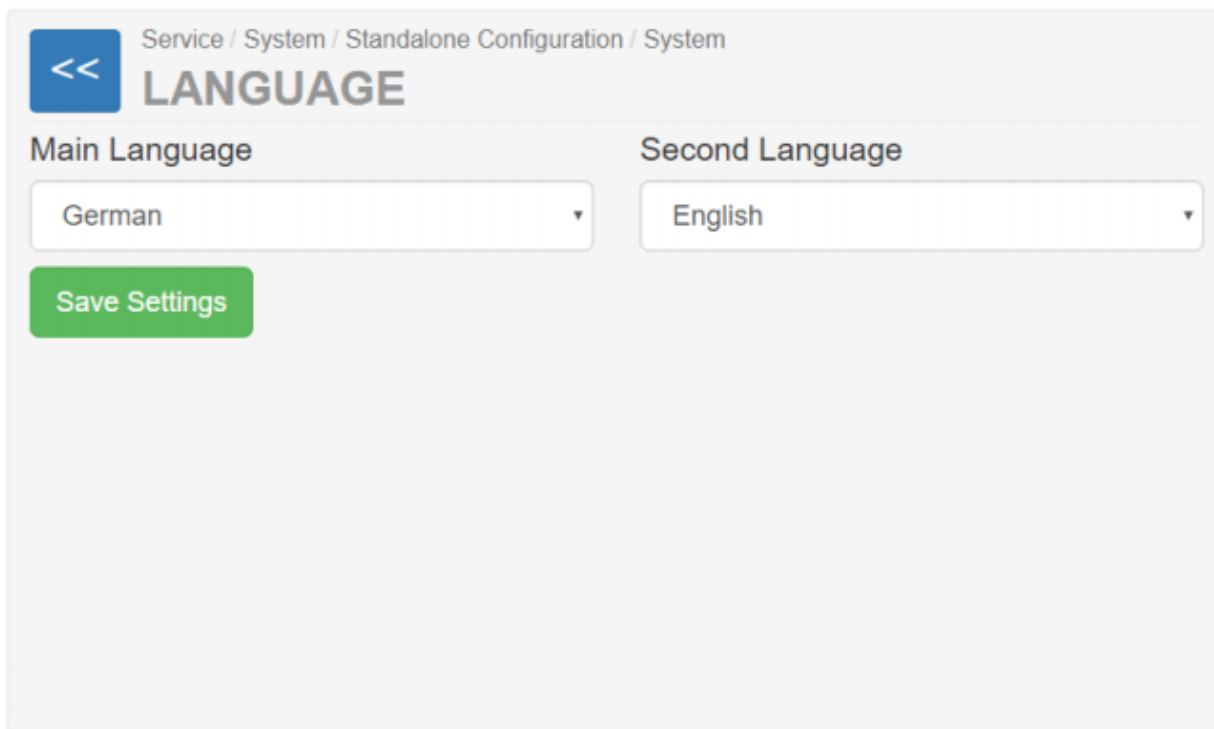 <<
Service / System / Standalone Configuration / System
LANGUAGE
Main Language
Second Language
German
English
Save Settings